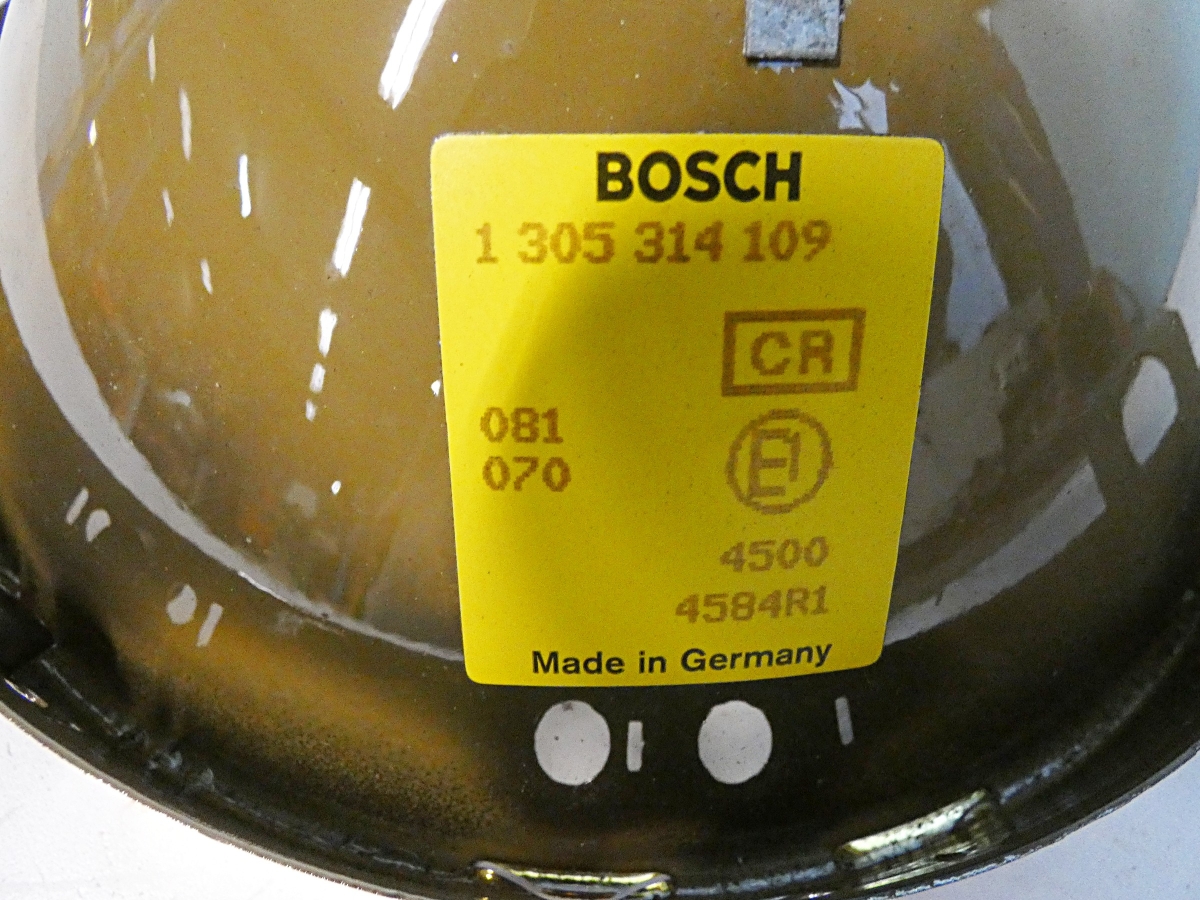 BOSCH
1 305 314 109
CR
081
070
E1
4500
4584R1
Made in Germany